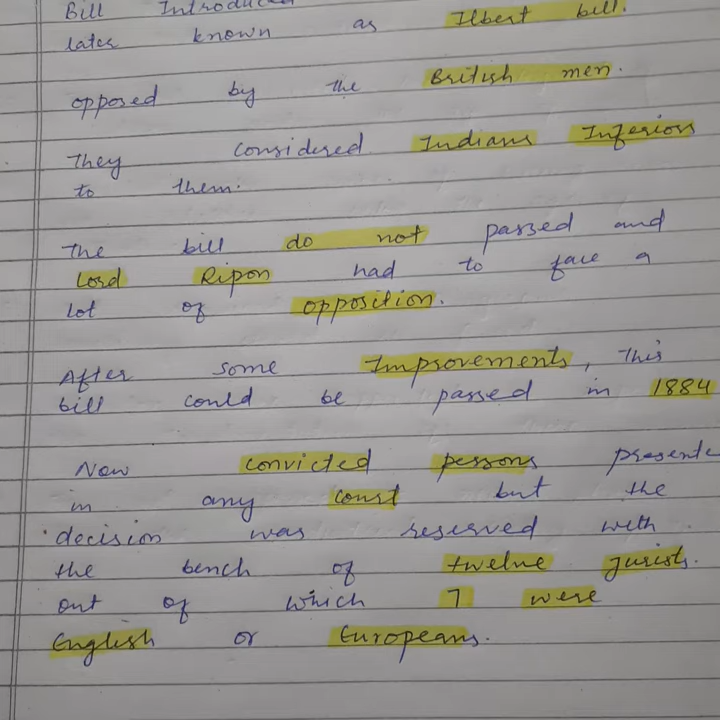 Bill Introduced
later known as Ilbert bill.
opposed by the British men.
They considered Indians Inferior
to them.
The bill do not passed and
Lord Ripon had to face a
lot of opposition.
After some Improvements, This
bill could be passed in 1884
Now convicted persons presente
in any court but the
decision was reserved with
the bench of twelve jurists.
out of which 7 were
English or Europeans.